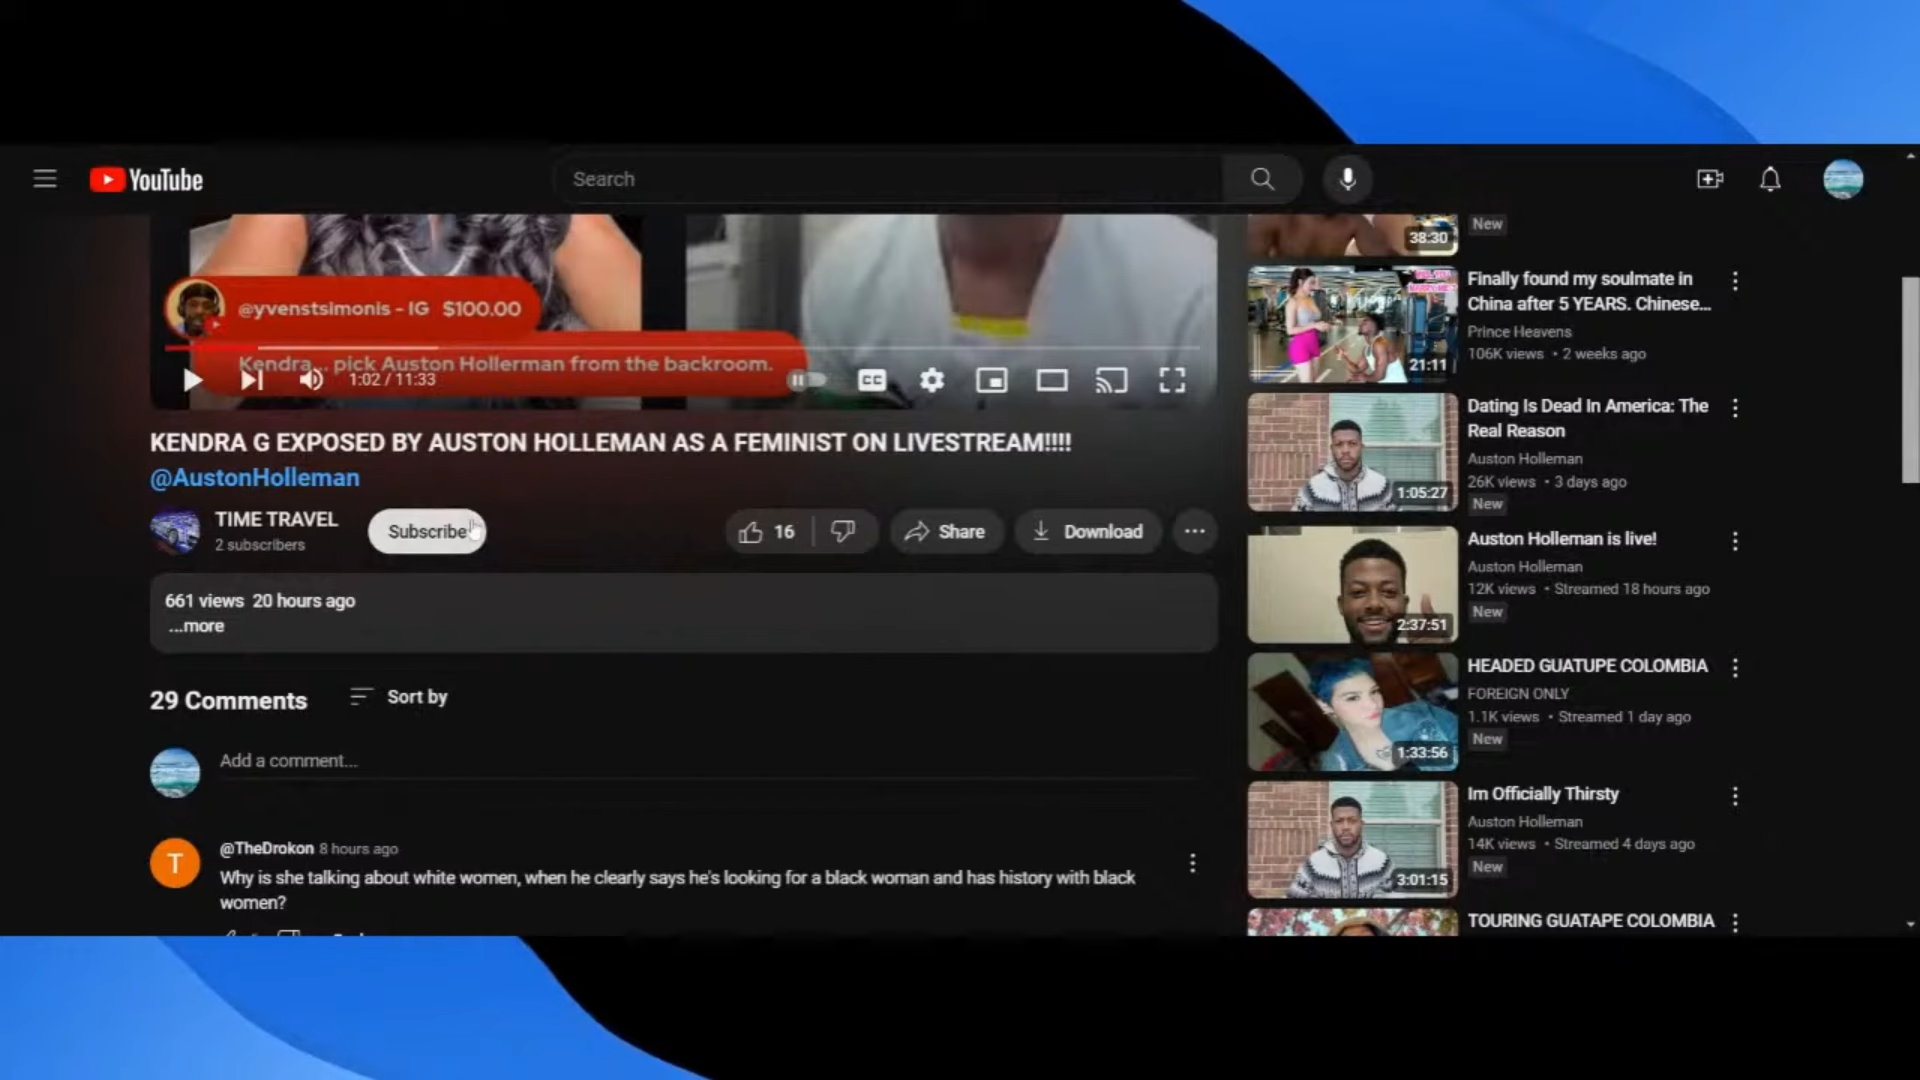 YouTube
Search
@yvenstsimonis - IG $100.00
Kendra... pick Auston Hollerman from the backroom.
1:02 / 11:33
CC
KENDRA G EXPOSED BY AUSTON HOLLEMAN AS A FEMINIST ON LIVESTREAM!!!!
@AustonHolleman
TIME TRAVEL
2 subscribers
Subscribe
16
Share
Download
661 views 20 hours ago
...more
29 Comments
Sort by
Add a comment...
T
@TheDrokon 8 hours ago
Why is she talking about white women, when he clearly says he's looking for a black woman and has history with black
women?
38:30
New
21:11
Finally found my soulmate in
China after 5 YEARS. Chinese...
Prince Heavens
106K views • 2 weeks ago
1:05:27
Dating Is Dead In America: The
Real Reason
Auston Holleman
26K views • 3 days ago
New
2:37:51
Auston Holleman is live!
Auston Holleman
12K views • Streamed 18 hours ago
New
1:33:56
HEADED GUATUPE COLOMBIA
FOREIGN ONLY
1.1K views • Streamed 1 day ago
New
3:01:15
Im Officially Thirsty
Auston Holleman
14K views • Streamed 4 days ago
New
TOURING GUATAPE COLOMBIA